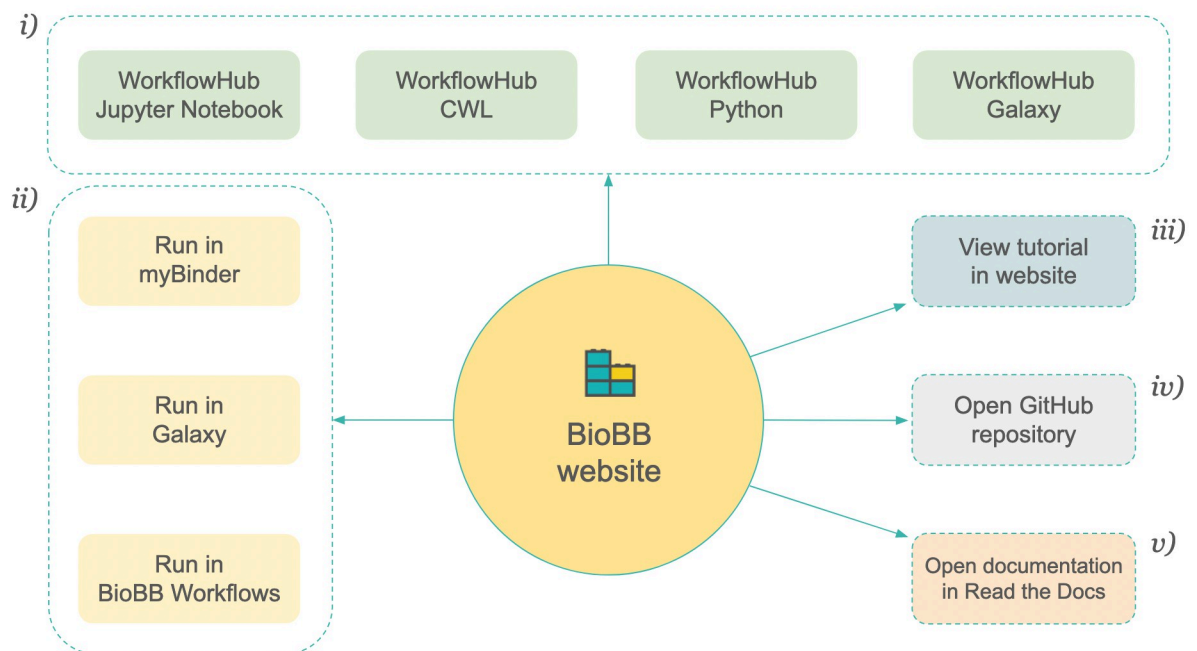 i)
WorkflowHub
Jupyter Notebook
WorkflowHub
CWL
WorkflowHub
Python
WorkflowHub
Galaxy
ii)
Run in
myBinder
Run in
Galaxy
Run in
BioBB Workflows
BioBB
website
iii)
View tutorial
in website
iv)
Open GitHub
repository
v)
Open documentation
in Read the Docs